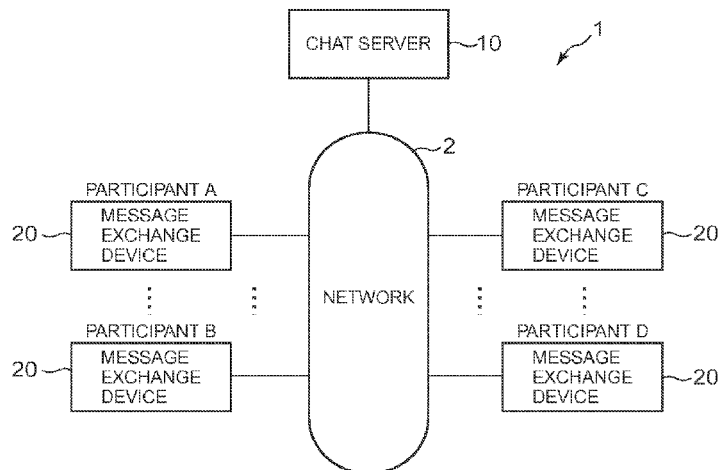 CHAT SERVER 10
1
2
PARTICIPANT A
20 MESSAGE
EXCHANGE
DEVICE
PARTICIPANT C
MESSAGE 20
EXCHANGE
DEVICE
NETWORK
PARTICIPANT B
20 MESSAGE
EXCHANGE
DEVICE
PARTICIPANT D
MESSAGE 20
EXCHANGE
DEVICE